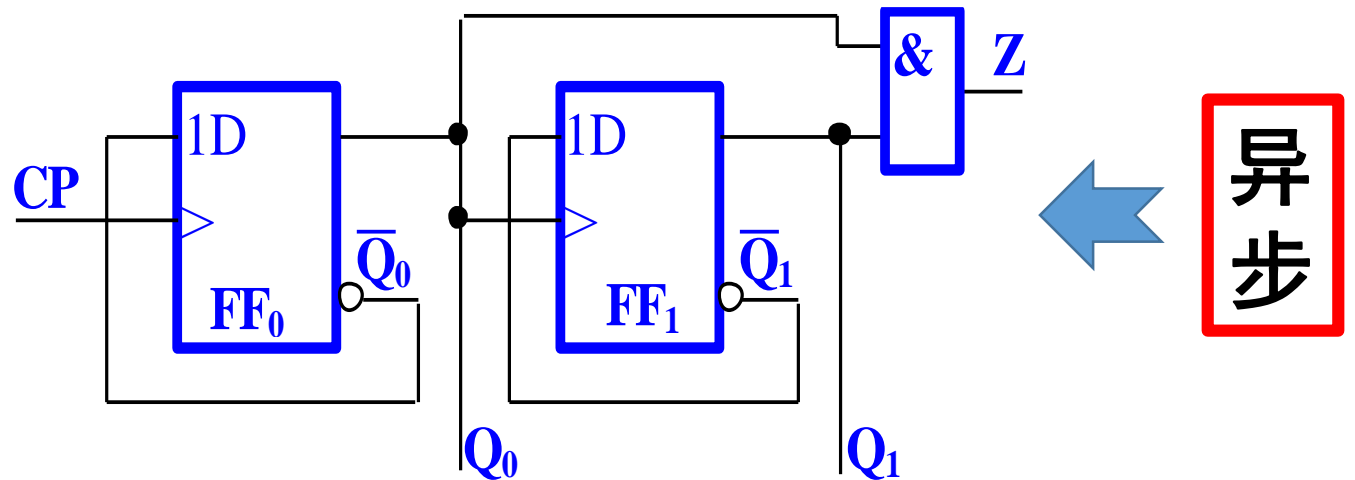 &
Z
1D
1D
CP
Q̅₀
Q̅₁
FF₀
FF₁
Q₀
Q₁
异
步